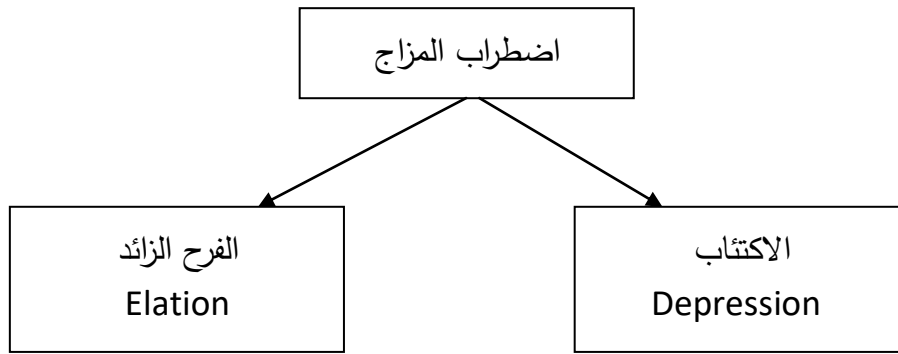 اضطراب المزاج
الاكتئاب
Depression
الفرح الزائد
Elation